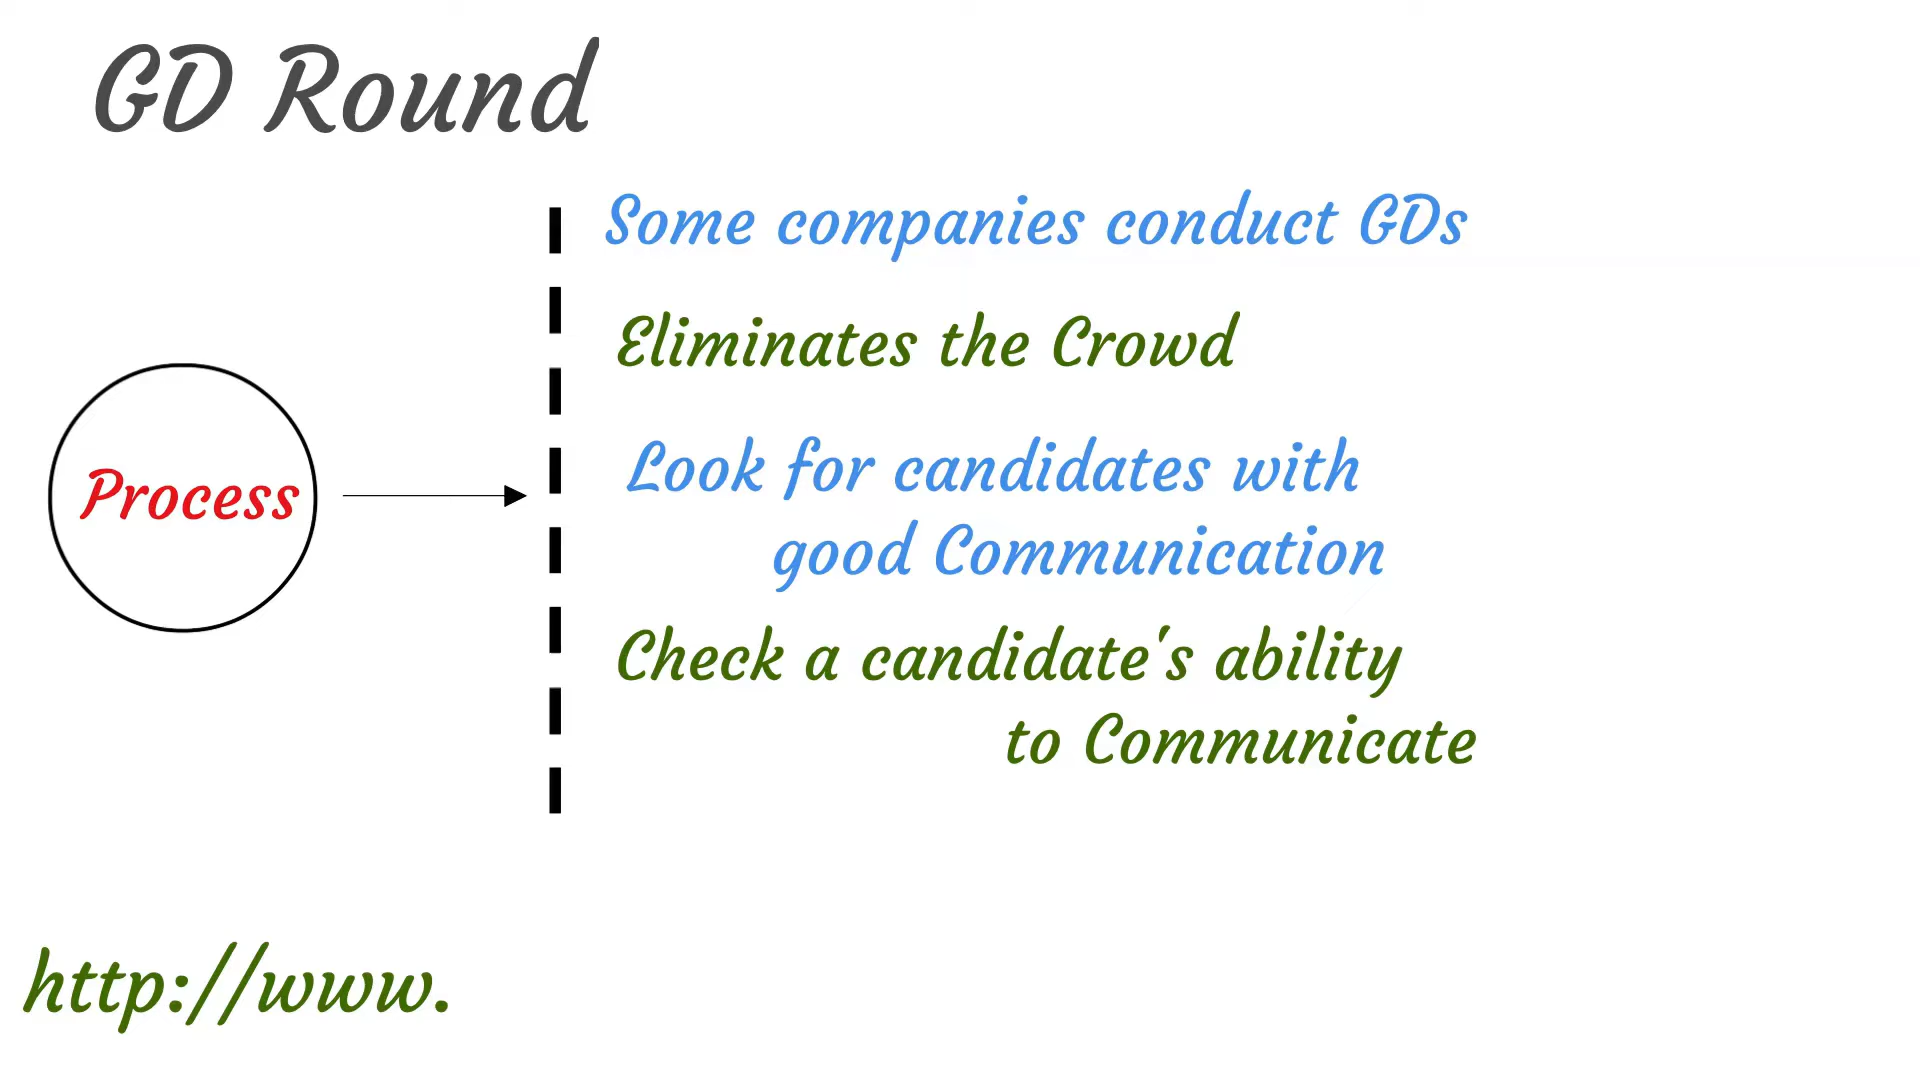 GD Round
Some companies conduct GDs
Eliminates the Crowd
Look for candidates with
good Communication
Process
Check a candidate's ability
to Communicate
http://www.